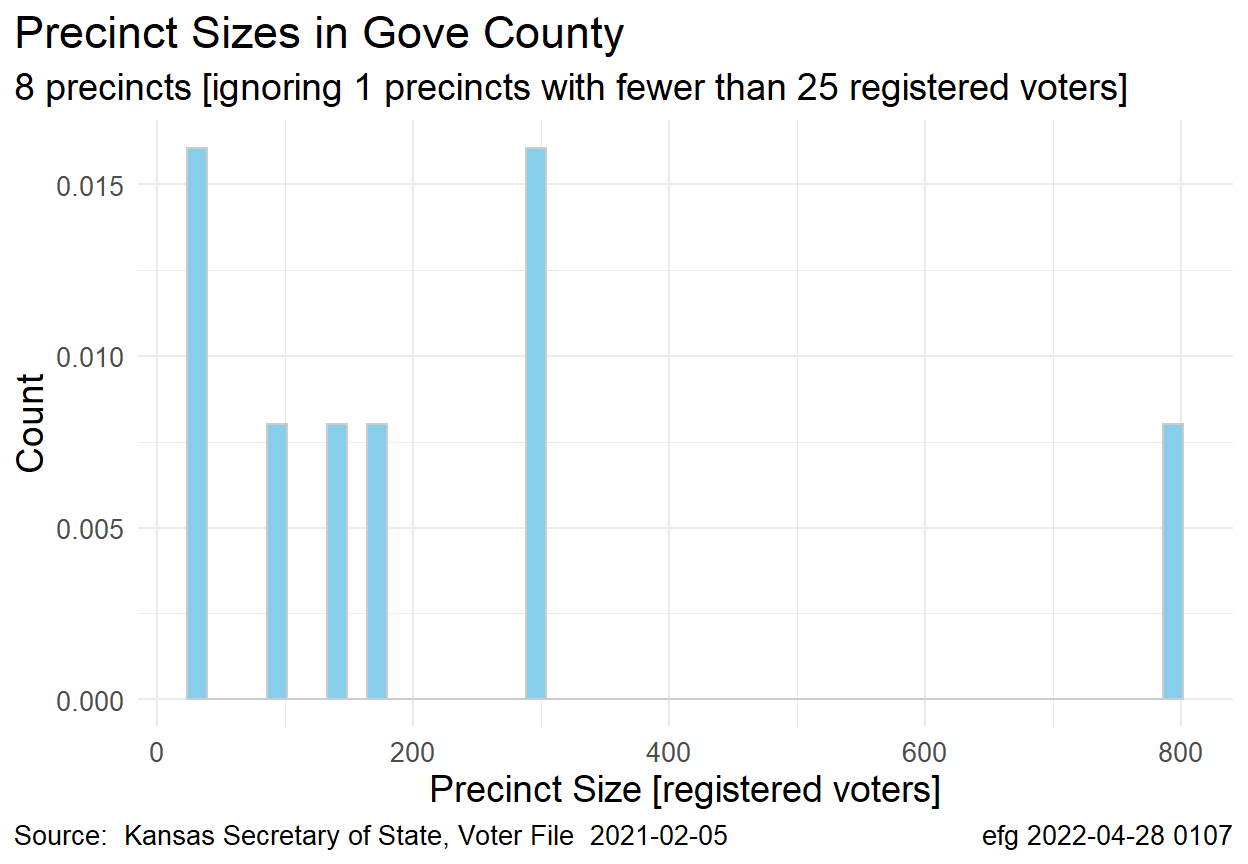 Precinct Sizes in Gove County
8 precincts [ignoring 1 precincts with fewer than 25 registered voters]
Count
0.015
0.010
0.005
0.000
0 200 400 600 800
Precinct Size [registered voters]
Source:  Kansas Secretary of State, Voter File  2021-02-05
efg 2022-04-28 0107